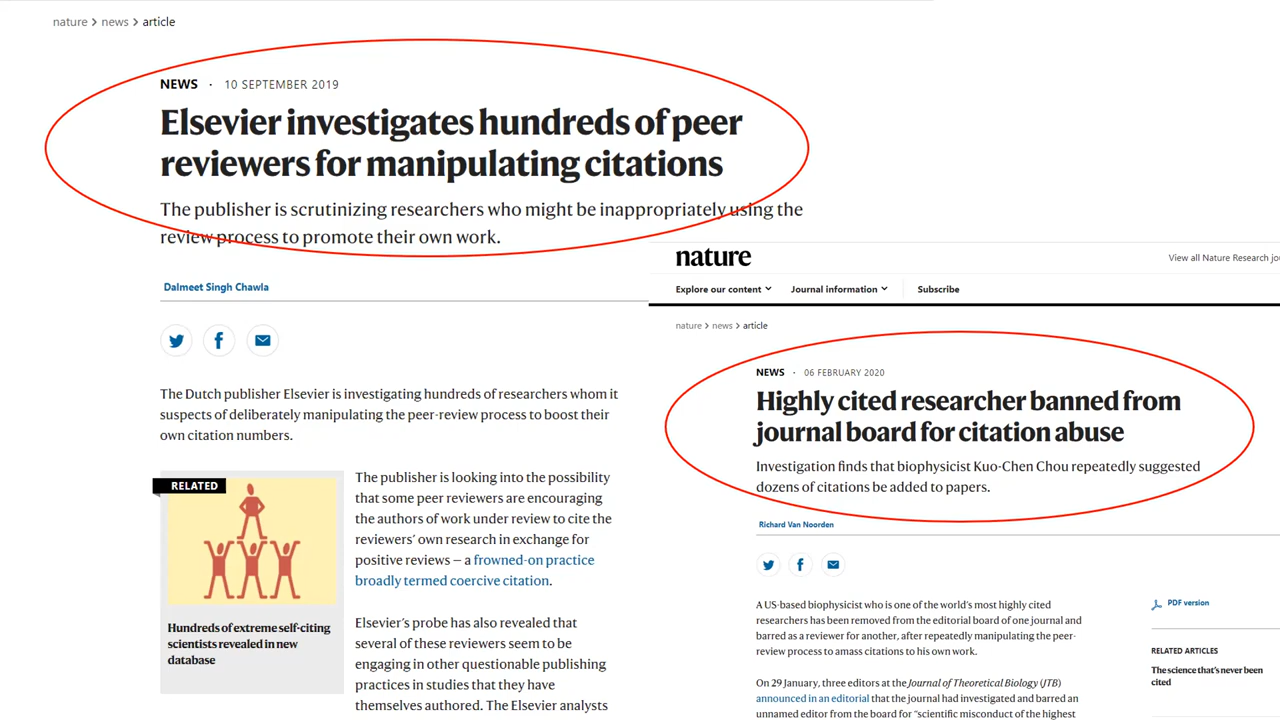 nature > news > article
NEWS · 10 SEPTEMBER 2019
Elsevier investigates hundreds of peer
reviewers for manipulating citations
The publisher is scrutinizing researchers who might be inappropriately using the
review process to promote their own work.
Dalmeet Singh Chawla
The Dutch publisher Elsevier is investigating hundreds of researchers whom it
suspects of deliberately manipulating the peer-review process to boost their
own citation numbers.
RELATED
Hundreds of extreme self-citing
scientists revealed in new
database
The publisher is looking into the possibility
that some peer reviewers are encouraging
the authors of work under review to cite the
reviewers' own research in exchange for
positive reviews — a frowned-on practice
broadly termed coercive citation.
Elsevier's probe has also revealed that
several of these reviewers seem to be
engaging in other questionable publishing
practices in studies that they have
themselves authored. The Elsevier analysts
nature
View all Nature Research jou
Explore our content
Journal information
Subscribe
nature > news > article
NEWS · 06 FEBRUARY 2020
Highly cited researcher banned from
journal board for citation abuse
Investigation finds that biophysicist Kuo-Chen Chou repeatedly suggested
dozens of citations be added to papers.
Richard Van Noorden
A US-based biophysicist who is one of the world's most highly cited
researchers has been removed from the editorial board of one journal and
barred as a reviewer for another, after repeatedly manipulating the peer-
review process to amass citations to his own work.
On 29 January, three editors at the Journal of Theoretical Biology (JTB)
announced in an editorial that the journal had investigated and barred an
unnamed editor from the board for "scientific misconduct of the highest
PDF version
RELATED ARTICLES
The science that's never been
cited